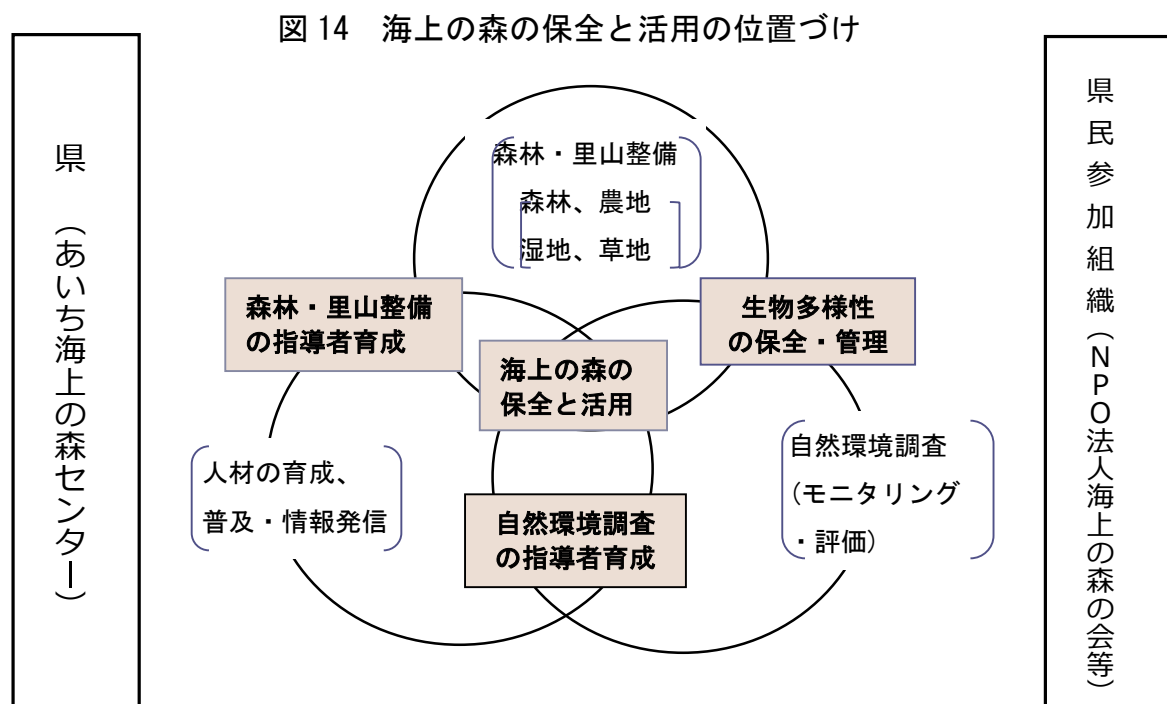 図 14　海上の森の保全と活用の位置づけ
県　（あいち海上の森センター）
森林・里山整備
森林、農地
湿地、草地
森林・里山整備
の指導者育成
生物多様性
の保全・管理
海上の森の
保全と活用
人材の育成、
普及・情報発信
自然環境調査
(モニタリング
・評価)
自然環境調査
の指導者育成
県民参加組織（ＮＰＯ法人海上の森の会等）